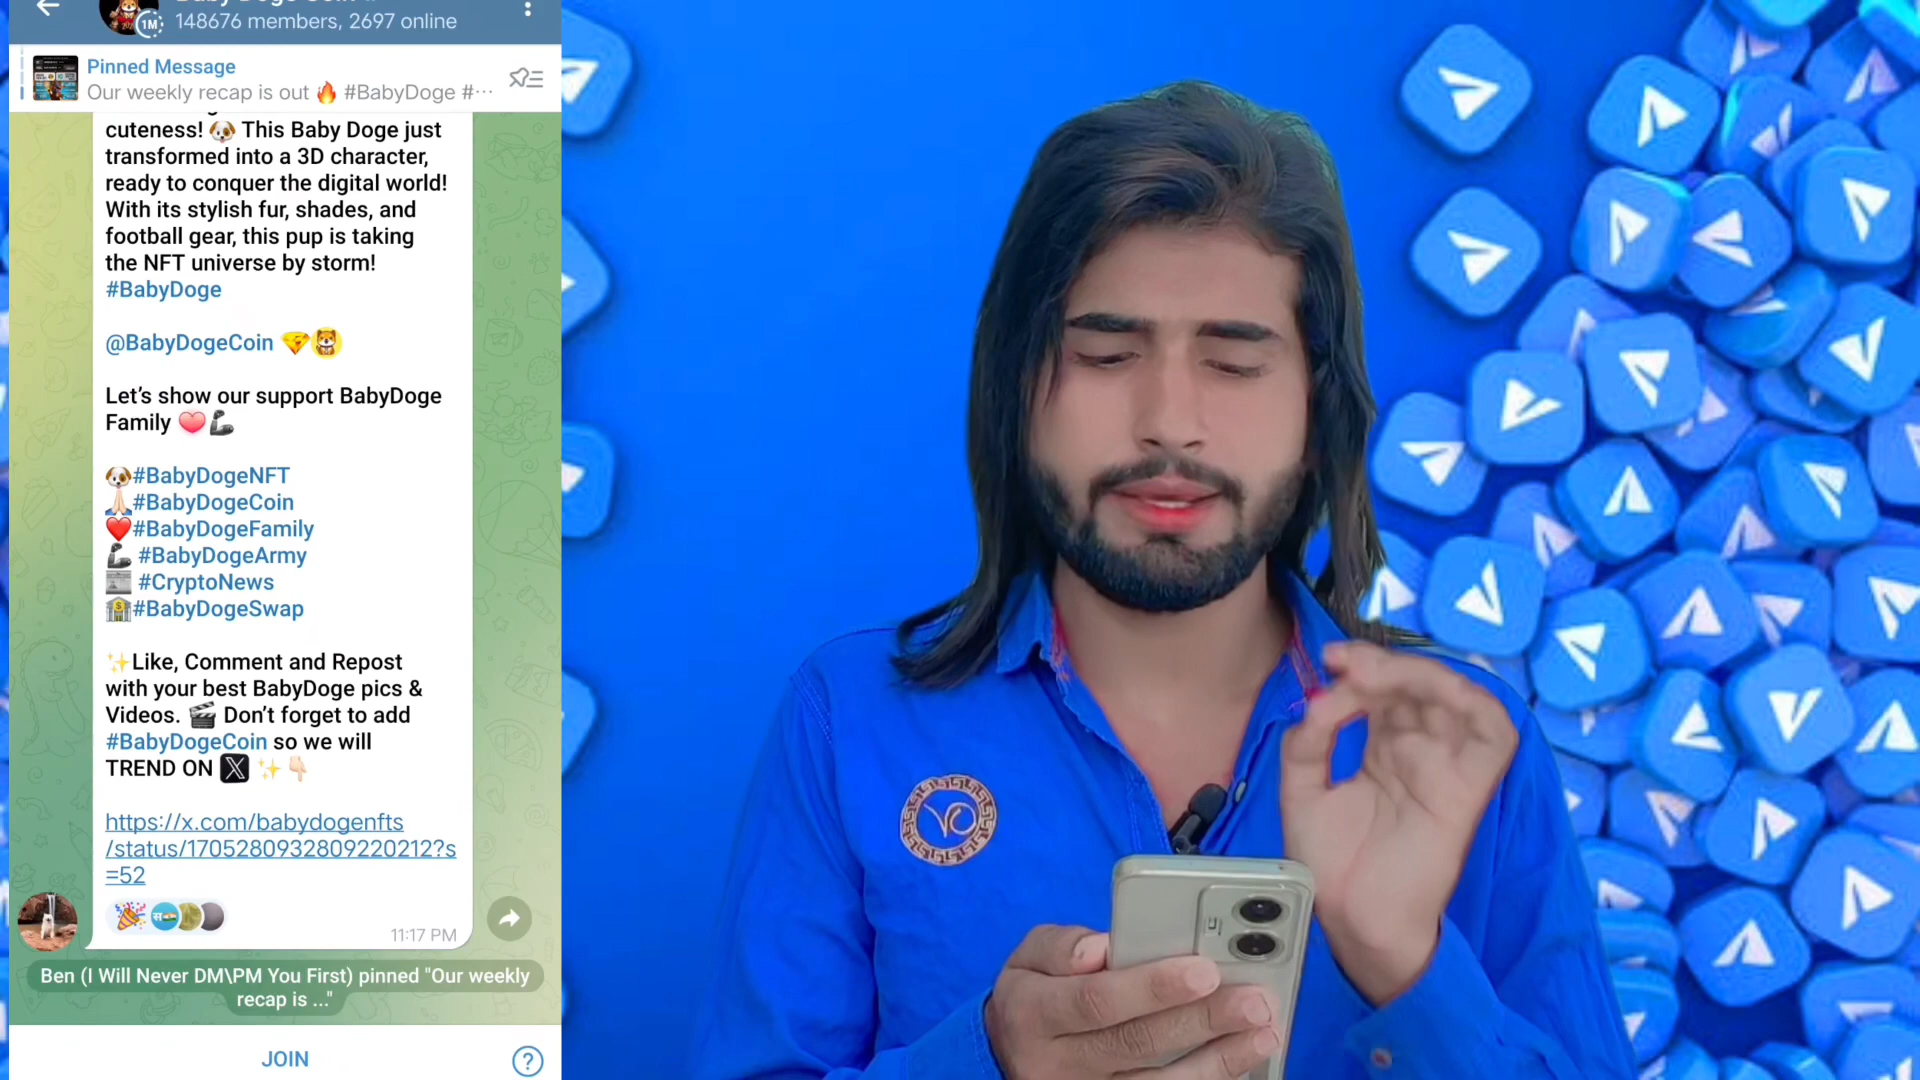 Baby Doge Coin
1M
148676 members, 2697 online
Pinned Message
Our weekly recap is out 🔥 #BabyDoge #···
cuteness! 🐶 This Baby Doge just
transformed into a 3D character,
ready to conquer the digital world!
With its stylish fur, shades, and
football gear, this pup is taking
the NFT universe by storm!
#BabyDoge
@BabyDogeCoin
Let's show our support BabyDoge
Family ❤️🦾
🐶#BabyDogeNFT
🙏🏻#BabyDogeCoin
❤️#BabyDogeFamily
🦾 #BabyDogeArmy
📰 #CryptoNews
🏦#BabyDogeSwap
✨Like, Comment and Repost
with your best BabyDoge pics &
Videos. 🎬 Don't forget to add
#BabyDogeCoin so we will
TREND ON X ✨👇🏻
https://x.com/babydogenfts
/status/1705280932809220212?s
=52
11:17 PM
Ben (I Will Never DM\PM You First) pinned "Our weekly
recap is ..."
JOIN